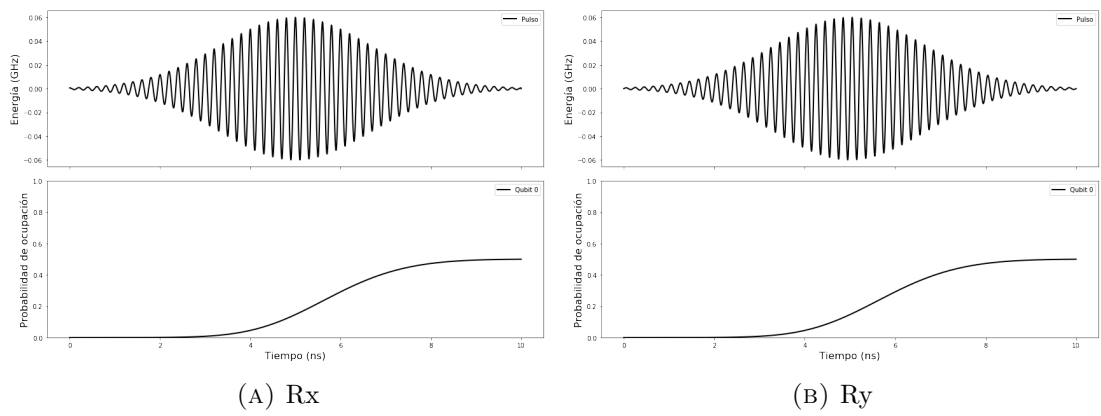 Energía (GHz)
0.06
0.04
0.02
0.00
−0.02
−0.04
−0.06
Pulso
Probabilidad de ocupación
1.0
0.8
0.6
0.4
0.2
0.0
Qubit 0
0 2 4 6 8 10
Tiempo (ns)
(A) Rx
Energía (GHz)
0.06
0.04
0.02
0.00
−0.02
−0.04
−0.06
Pulso
Probabilidad de ocupación
1.0
0.8
0.6
0.4
0.2
0.0
Qubit 0
0 2 4 6 8 10
Tiempo (ns)
(B) Ry